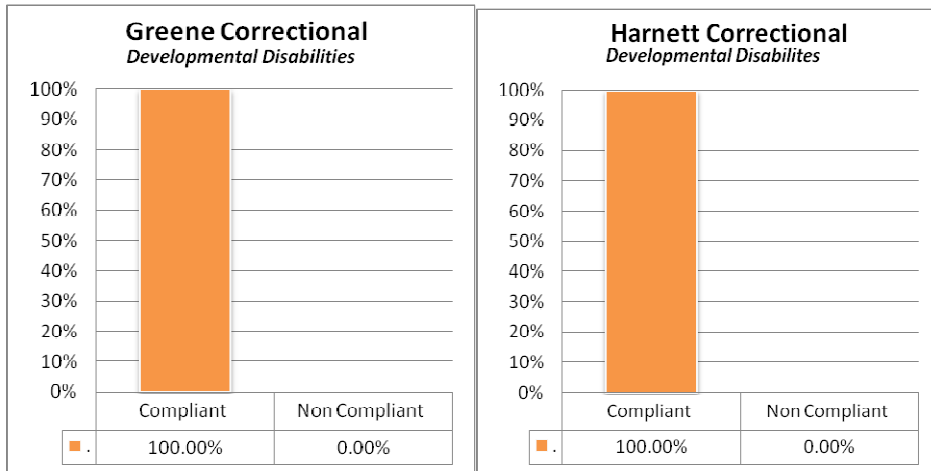 Greene Correctional
Developmental Disabilities
100%
90%
80%
70%
60%
50%
40%
30%
20%
10%
0%
Compliant Non Compliant
. 100.00% 0.00%
Harnett Correctional
Developmental Disabilites
100%
90%
80%
70%
60%
50%
40%
30%
20%
10%
0%
Compliant Non Compliant
. 100.00% 0.00%